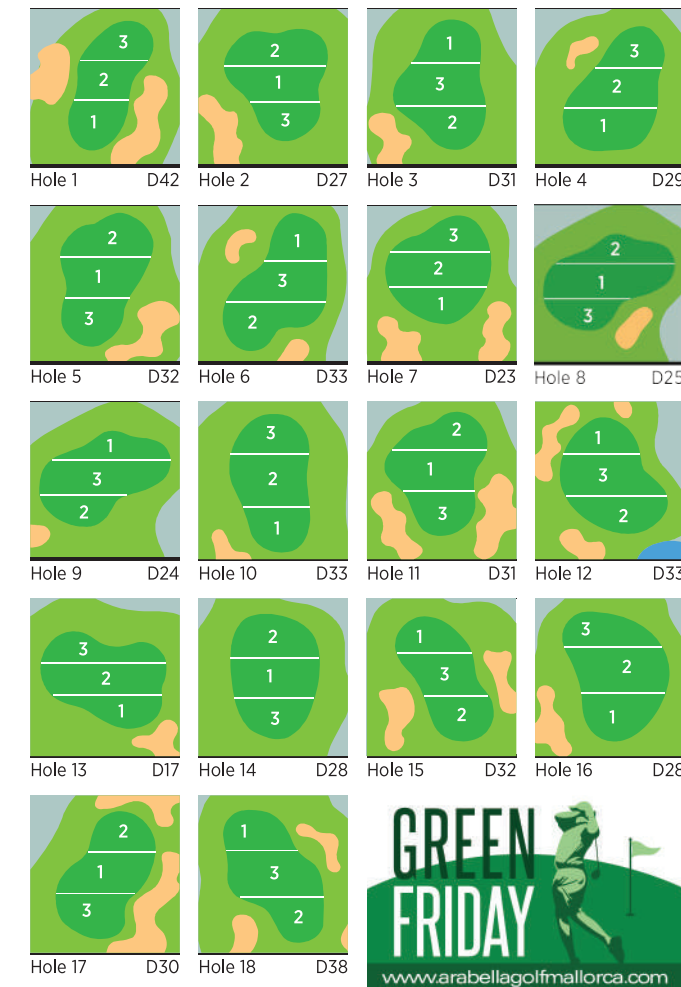 3
2
1
Hole 1 D42
2
1
3
Hole 2 D27
1
3
2
Hole 3 D31
3
2
1
Hole 4 D29
2
1
3
Hole 5 D32
1
3
2
Hole 6 D33
3
2
1
Hole 7 D23
2
1
3
Hole 8 D25
1
3
2
Hole 9 D24
3
2
1
Hole 10 D33
2
1
3
Hole 11 D31
1
3
2
Hole 12 D33
3
2
1
Hole 13 D17
2
1
3
Hole 14 D28
1
3
2
Hole 15 D32
3
2
1
Hole 16 D28
2
1
3
Hole 17 D30
1
3
2
Hole 18 D38
GREEN
FRIDAY
www.arabellagolfmallorca.com